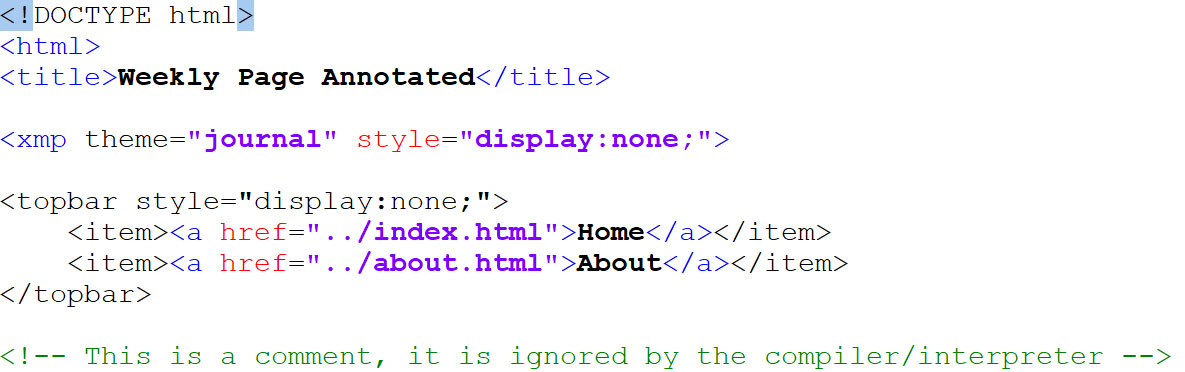 <!DOCTYPE html>
<html>
<title>Weekly Page Annotated</title>
<xmp theme="journal" style="display:none;">
<topbar style="display:none;">
<item><a href="../index.html">Home</a></item>
<item><a href="../about.html">About</a></item>
</topbar>
<!-- This is a comment, it is ignored by the compiler/interpreter -->